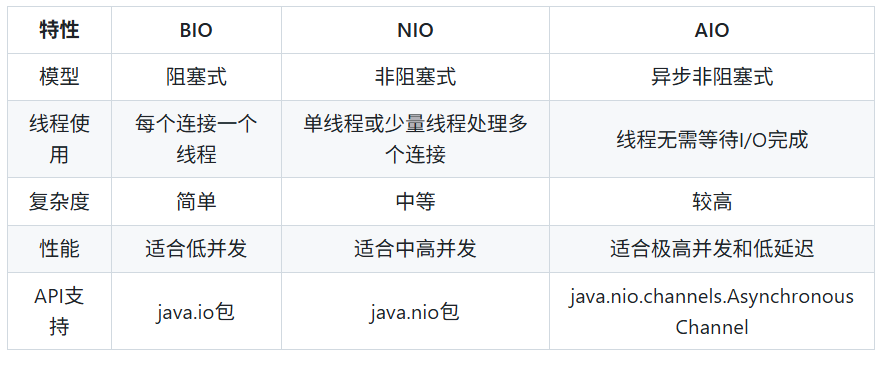 特性 BIO NIO AIO
模型 阻塞式 非阻塞式 异步非阻塞式
线程使用 每个连接一个线程 单线程或少量线程处理多个连接 线程无需等待I/O完成
复杂度 简单 中等 较高
性能 适合低并发 适合中高并发 适合极高并发和低延迟
API支持 java.io包 java.nio包 java.nio.channels.AsynchronousChannel